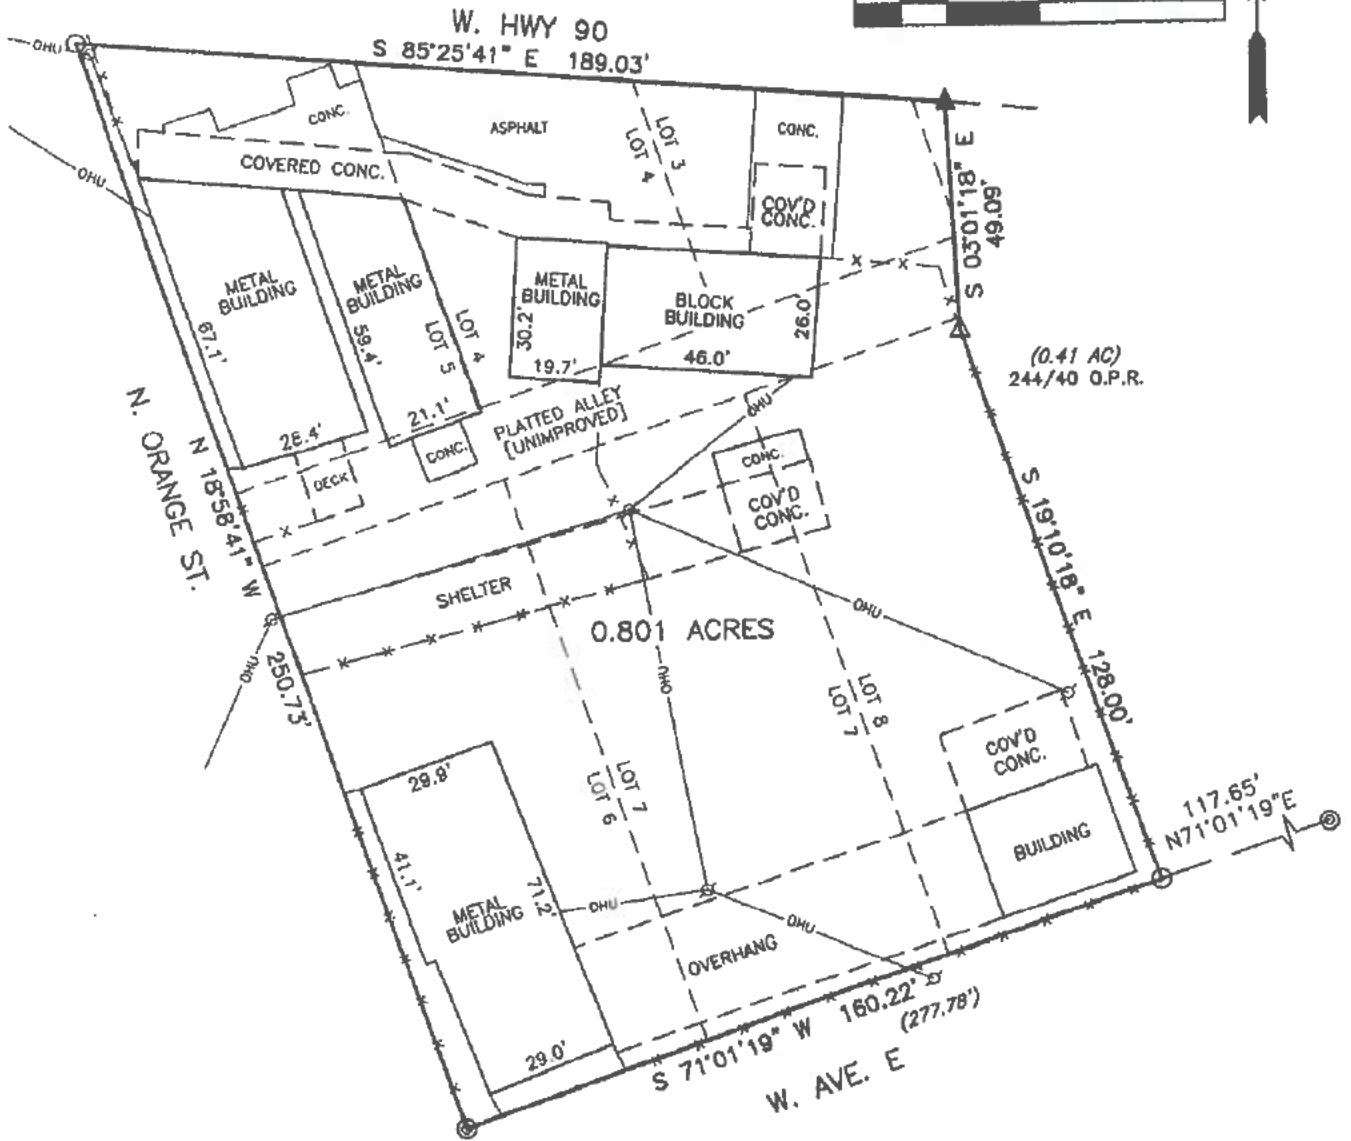 W. HWY 90
S 85°25'41" E 189.03'
OHU
CONC.
ASPHALT
LOT 3
LOT 4
CONC.
COVERED CONC.
OHU
COV'D
CONC.
S 03°01'18" E
49.09'
METAL
BUILDING
METAL
BUILDING
METAL
BUILDING
BLOCK
BUILDING
67.1'
59.4'
LOT 4
LOT 5
30.2'
19.7'
46.0'
26.0'
(0.41 AC)
244/40 O.P.R.
28.4'
21.1'
PLATTED ALLEY
[UNIMPROVED]
OHU
DECK
CONC.
CONC.
COV'D
CONC.
N. ORANGE ST.
N 18°58'41" W
250.73'
SHELTER
0.801 ACRES
OHU
OHU
OHU
S 19°10'18" E
128.00'
LOT 8
LOT 7
COV'D
CONC.
29.9'
LOT 7
LOT 6
117.65'
N71°01'19"E
BUILDING
41.1'
71.2'
METAL
BUILDING
OHU
OHU
OVERHANG
29.0'
S 71°01'19" W 160.22'
(277.78')
W. AVE. E